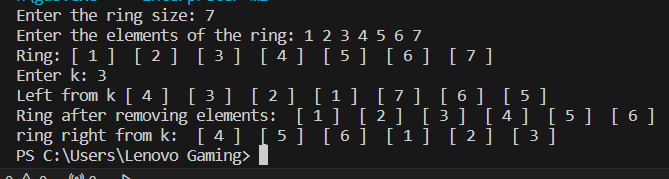 Enter the ring size: 7
Enter the elements of the ring: 1 2 3 4 5 6 7
Ring: [ 1 ]  [ 2 ]  [ 3 ]  [ 4 ]  [ 5 ]  [ 6 ]  [ 7 ]
Enter k: 3
Left from k [ 4 ]  [ 3 ]  [ 2 ]  [ 1 ]  [ 7 ]  [ 6 ]  [ 5 ]
Ring after removing elements:  [ 1 ]  [ 2 ]  [ 3 ]  [ 4 ]  [ 5 ]  [ 6 ]
ring right from k:  [ 4 ]  [ 5 ]  [ 6 ]  [ 1 ]  [ 2 ]  [ 3 ]
PS C:\Users\Lenovo Gaming>